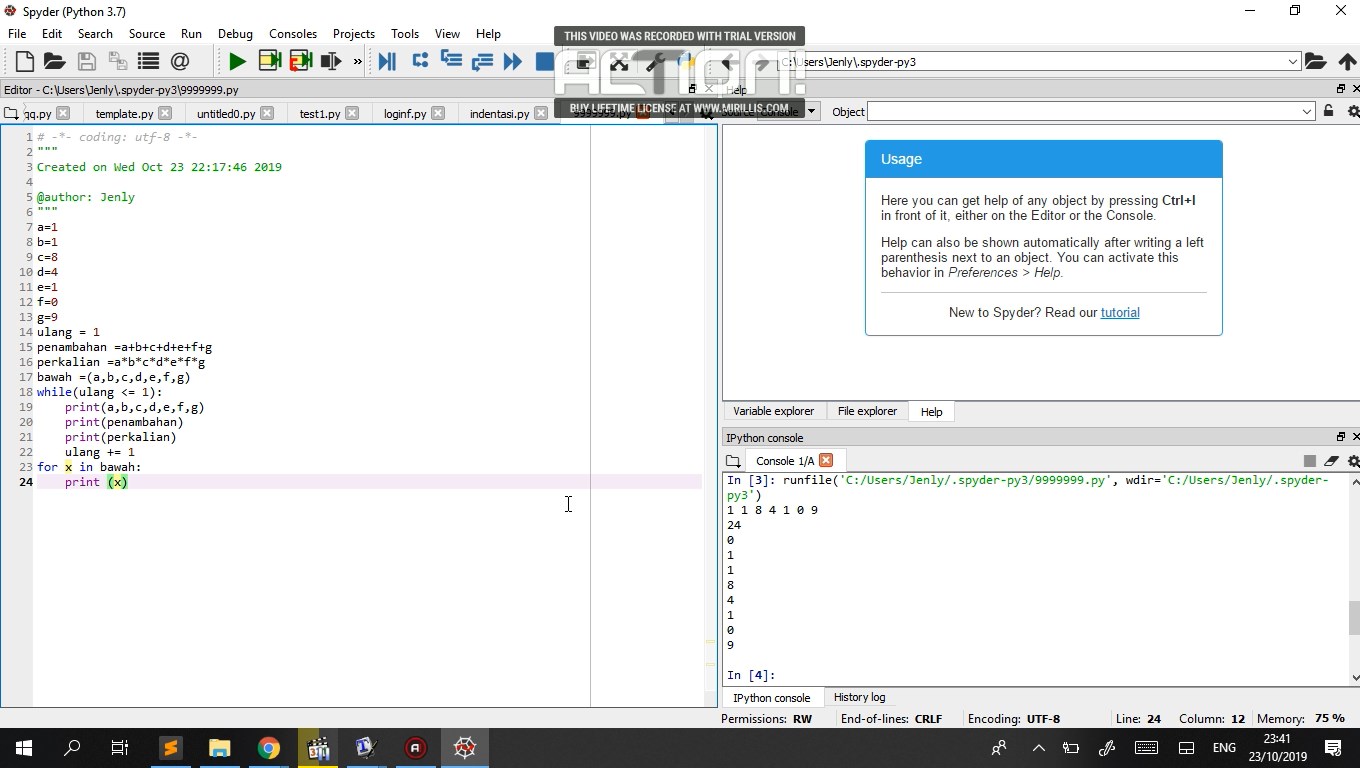 Spyder (Python 3.7)
File Edit Search Source Run Debug Consoles Projects Tools View Help
THIS VIDEO WAS RECORDED WITH TRIAL VERSION
ACTION!
BUY LIFETIME LICENSE AT WWW.MIRILLIS.COM
C:\Users\Jenly\.spyder-py3
Editor - C:\Users\Jenly\.spyder-py3\9999999.py
Help
qq.py template.py untitled0.py test1.py loginf.py indentasi.py 9999999.py
Source Console Object
1 # -*- coding: utf-8 -*-
2 """
3 Created on Wed Oct 23 22:17:46 2019
4
5 @author: Jenly
6 """
7 a=1
8 b=1
9 c=8
10 d=4
11 e=1
12 f=0
13 g=9
14 ulang = 1
15 penambahan =a+b+c+d+e+f+g
16 perkalian =a*b*c*d*e*f*g
17 bawah =(a,b,c,d,e,f,g)
18 while(ulang <= 1):
19     print(a,b,c,d,e,f,g)
20     print(penambahan)
21     print(perkalian)
22     ulang += 1
23 for x in bawah:
24     print (x)
Usage
Here you can get help of any object by pressing Ctrl+I
in front of it, either on the Editor or the Console.
Help can also be shown automatically after writing a left
parenthesis next to an object. You can activate this
behavior in Preferences > Help.
New to Spyder? Read our tutorial
Variable explorer File explorer Help
IPython console
Console 1/A
In [3]: runfile('C:/Users/Jenly/.spyder-py3/9999999.py', wdir='C:/Users/Jenly/.spyder-
py3')
1 1 8 4 1 0 9
24
0
1
1
8
4
1
0
9
In [4]:
IPython console History log
Permissions: RW End-of-lines: CRLF Encoding: UTF-8 Line: 24 Column: 12 Memory: 75 %
ENG
23:41
23/10/2019